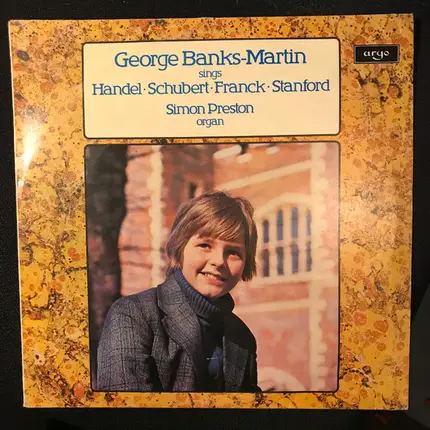 argo
George Banks-Martin
sings
Handel · Schubert · Franck · Stanford
Simon Preston
organ